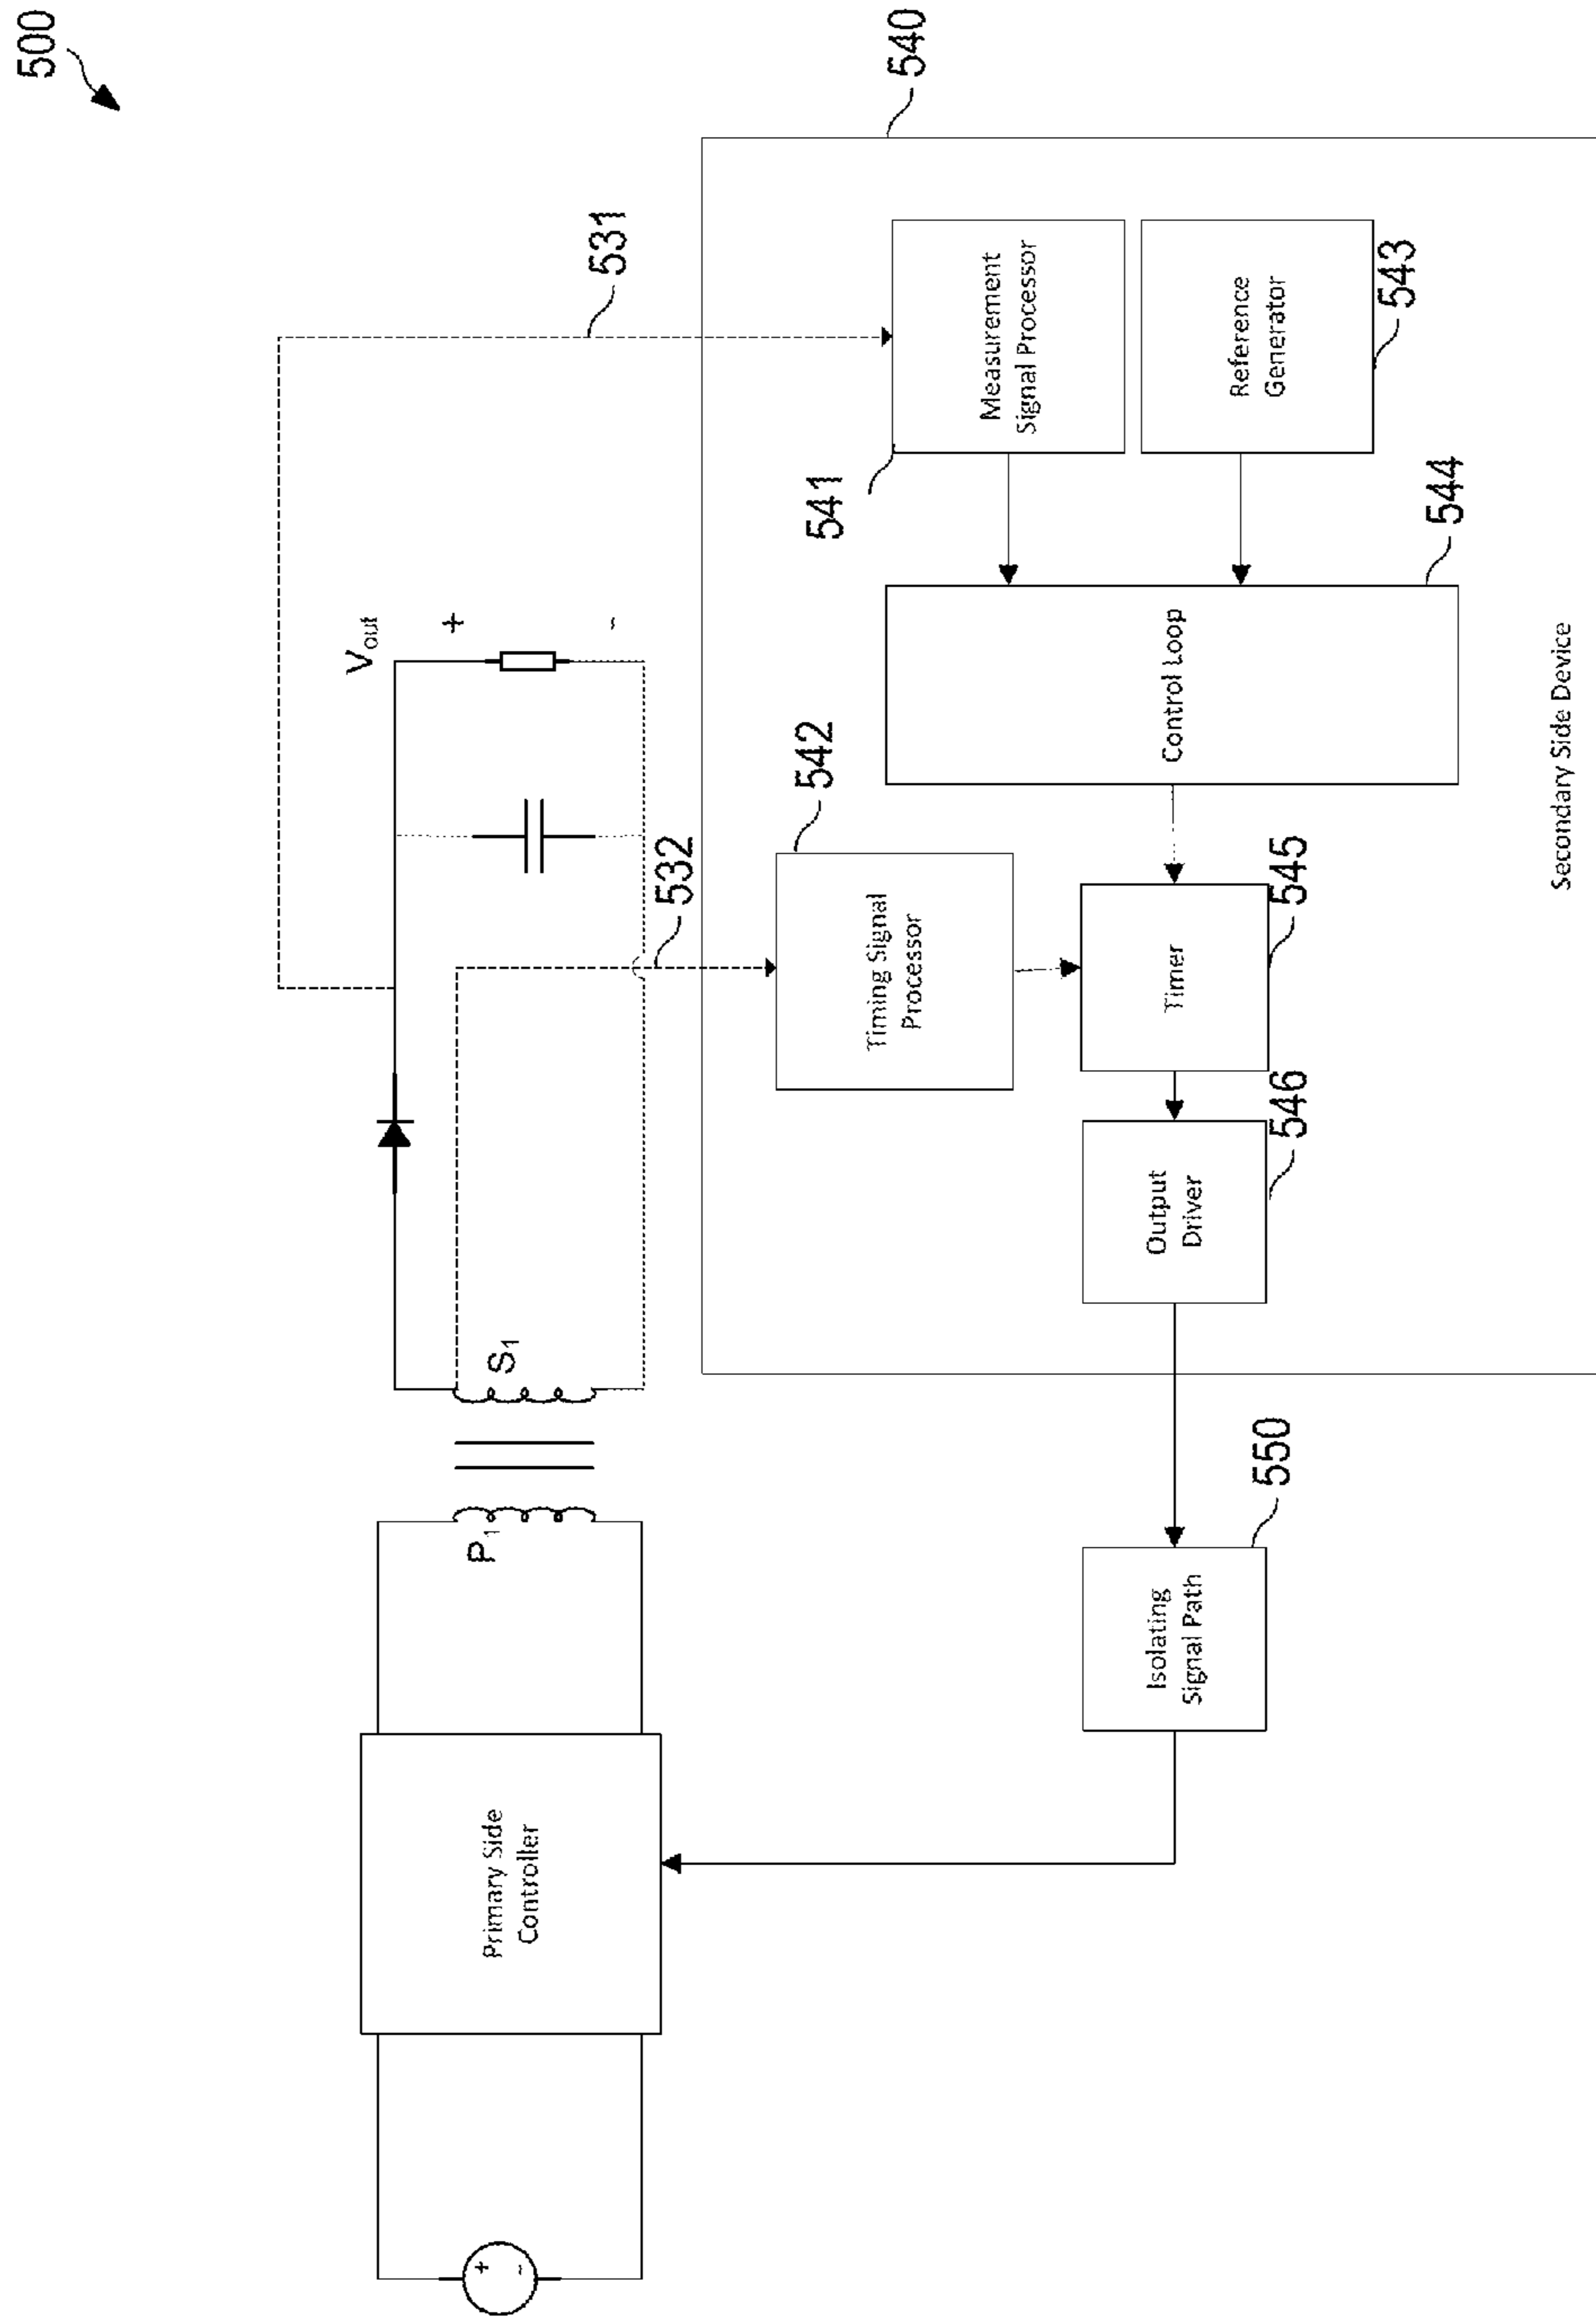 500
531
V_out
+
-
532
Primary Side
Controller
+
-
P₁
S₁
540
542
541
Timing Signal
Processor
Measurement
Signal Processor
550
546
545
Isolating
Signal Path
Output
Driver
Timer
Control Loop
Reference
Generator
543
544
Secondary Side Device